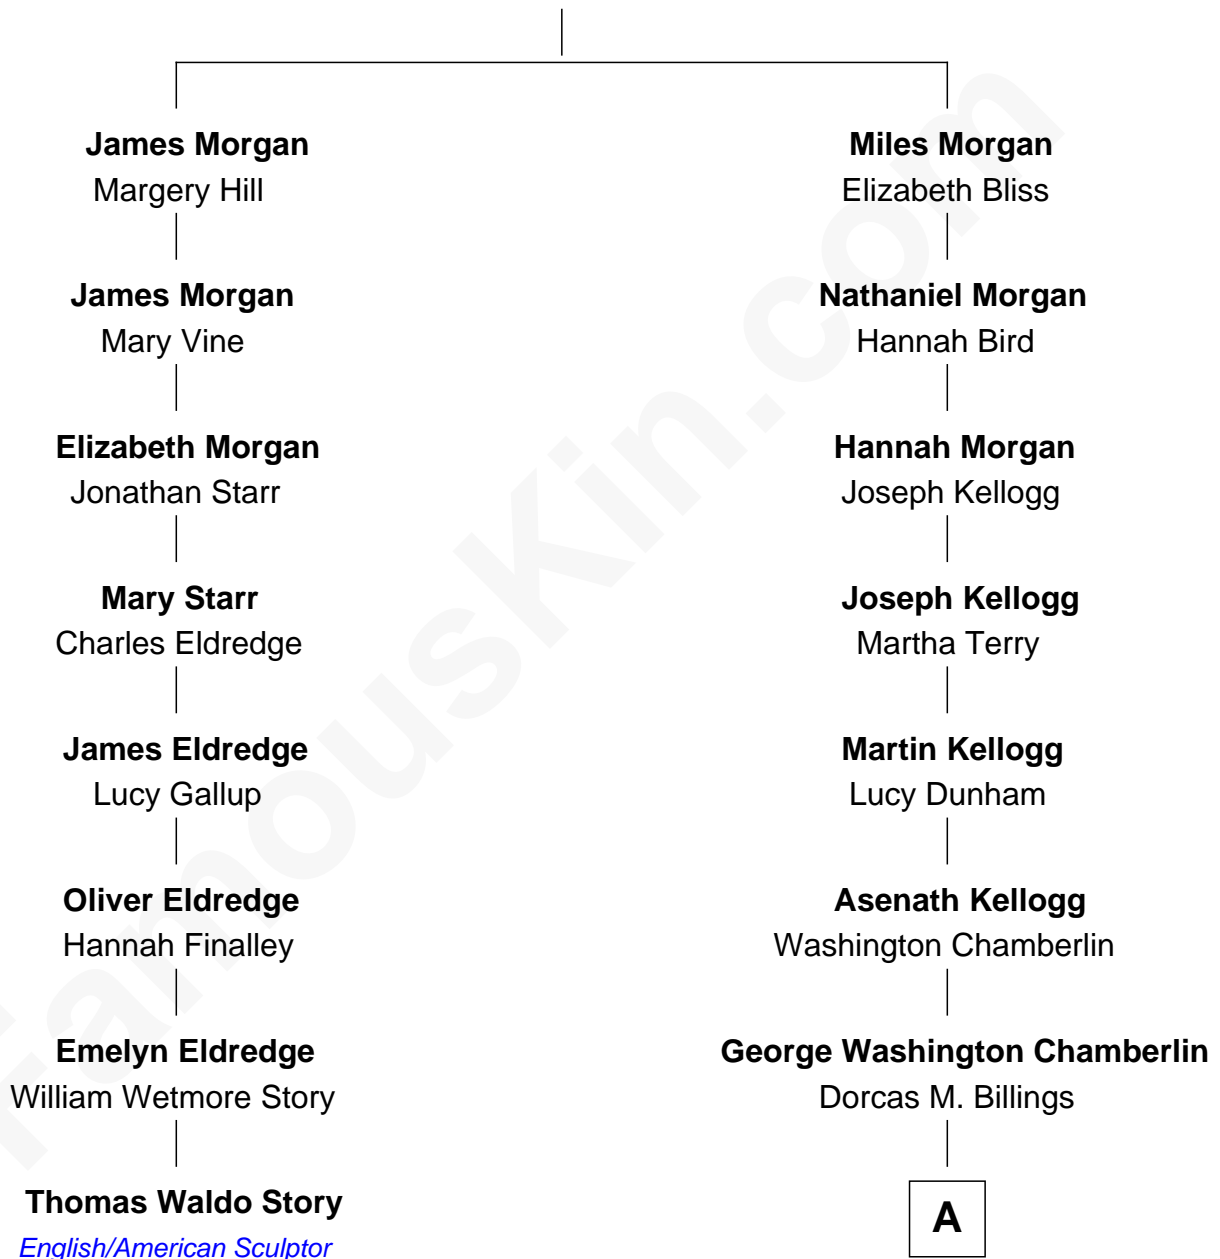 James Morgan
Margery Hill
James Morgan
Mary Vine
Elizabeth Morgan
Jonathan Starr
Mary Starr
Charles Eldredge
James Eldredge
Lucy Gallup
Oliver Eldredge
Hannah Finalley
Emelyn Eldredge
William Wetmore Story
Thomas Waldo Story
English/American Sculptor
Miles Morgan
Elizabeth Bliss
Nathaniel Morgan
Hannah Bird
Hannah Morgan
Joseph Kellogg
Joseph Kellogg
Martha Terry
Martin Kellogg
Lucy Dunham
Asenath Kellogg
Washington Chamberlin
George Washington Chamberlin
Dorcas M. Billings
A
FamousKin.com